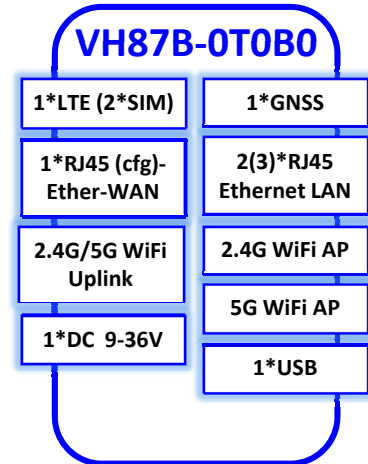 VH87B-0T0B0
1*LTE (2*SIM)
1*RJ45 (cfg)-
Ether-WAN
2.4G/5G WiFi
Uplink
1*DC 9-36V
1*GNSS
2(3)*RJ45
Ethernet LAN
2.4G WiFi AP
5G WiFi AP
1*USB